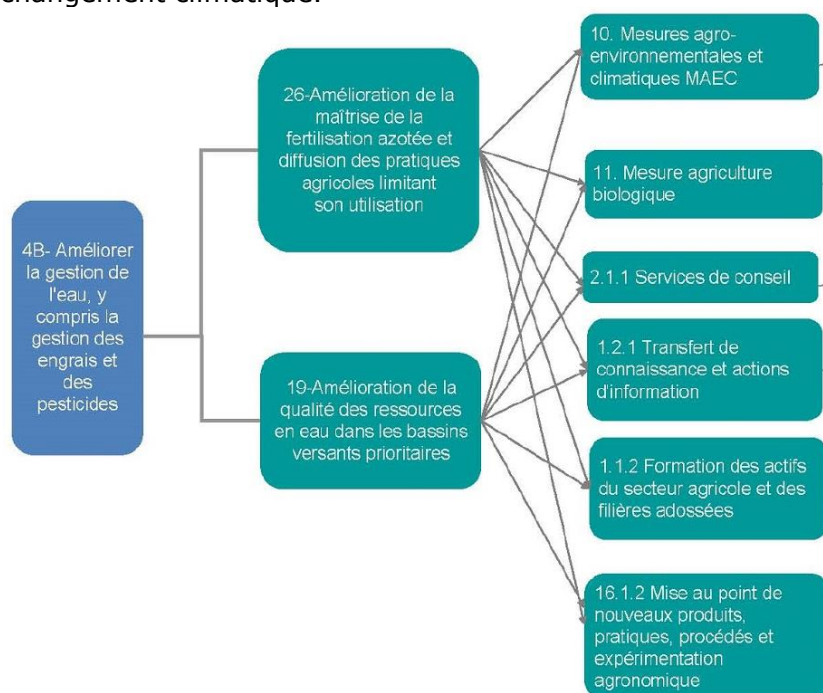 changement climatique.
10. Mesures agro-
environnementales et
climatiques MAEC
26-Amélioration de la
maîtrise de la
fertilisation azotée et
diffusion des pratiques
agricoles limitant
son utilisation
11. Mesure agriculture
biologique
4B- Améliorer
la gestion de
l'eau, y
compris la
gestion des
engrais et
des
pesticides
2.1.1 Services de conseil
1.2.1 Transfert de
connaissance et actions
d'information
19-Amélioration de la
qualité des ressources
en eau dans les bassins
versants prioritaires
1.1.2 Formation des actifs
du secteur agricole et des
filières adossées
16.1.2 Mise au point de
nouveaux produits,
pratiques, procédés et
expérimentation
agronomique